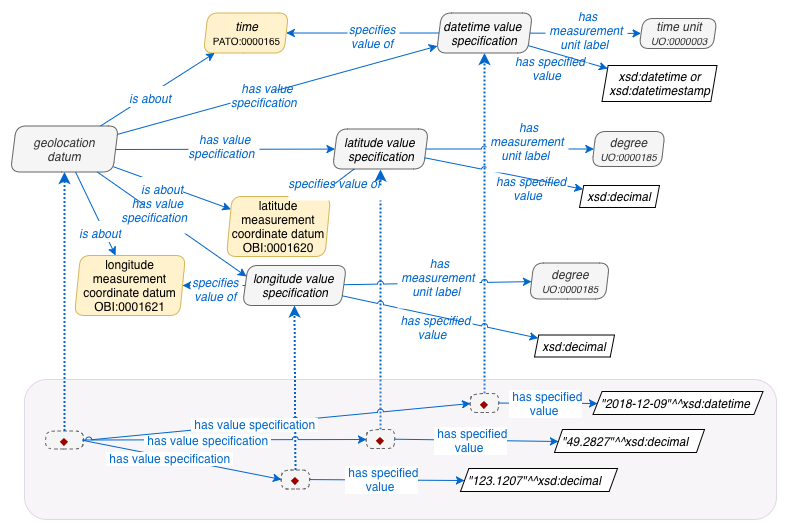 time
PATO:0000165
specifies
value of
datetime value
specification
has
measurement
unit label
time unit
UO:0000003
has specified
value
xsd:datetime or
xsd:datetimestamp
is about
has value
specification
geolocation
datum
has value
specification
latitude value
specification
has
measurement
unit label
degree
UO:0000185
has specified
value
xsd:decimal
specifies value of
is about
has value
specification
latitude
measurement
coordinate datum
OBI:0001620
is about
longitude
measurement
coordinate datum
OBI:0001621
specifies
value of
longitude value
specification
has
measurement
unit label
degree
UO:0000185
has specified
value
xsd:decimal
has value specification
has specified
value
"2018-12-09"^^xsd:datetime
has value specification
has specified
value
"49.2827"^^xsd:decimal
has value specification
has specified
value
"123.1207"^^xsd:decimal